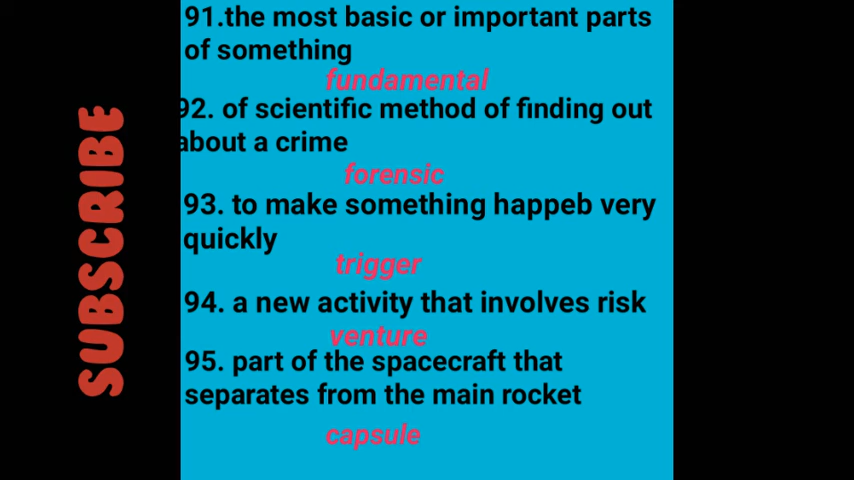 SUBSCRIBE
91.the most basic or important parts
of something
fundamental
92. of scientific method of finding out
about a crime
forensic
93. to make something happeb very
quickly
trigger
94. a new activity that involves risk
venture
95. part of the spacecraft that
separates from the main rocket
capsule